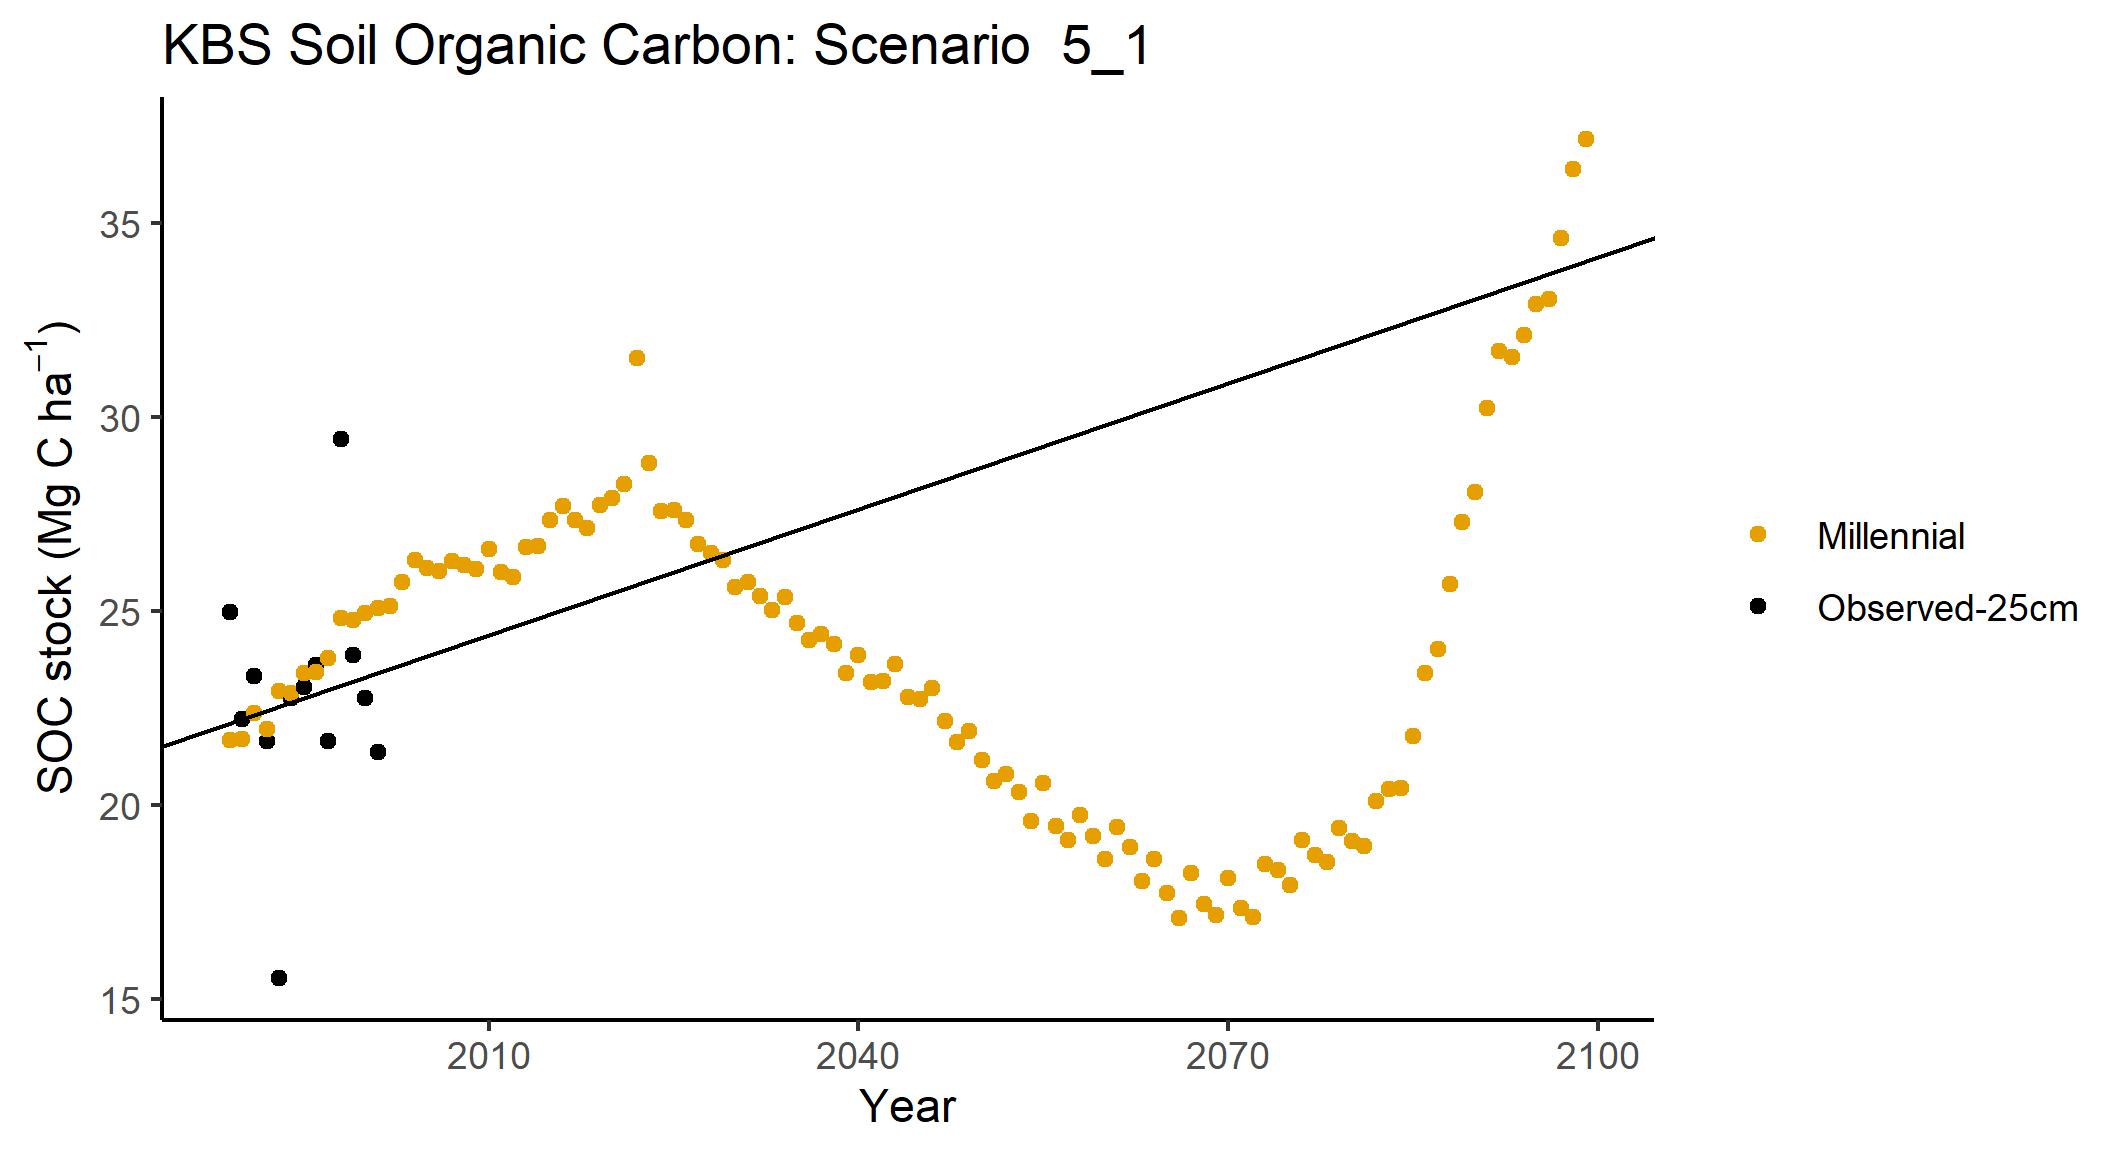 KBS Soil Organic Carbon: Scenario  5_1
SOC stock (Mg C ha⁻¹)
35
30
25
20
15
2010 2040 2070 2100
Year
Millennial
Observed-25cm